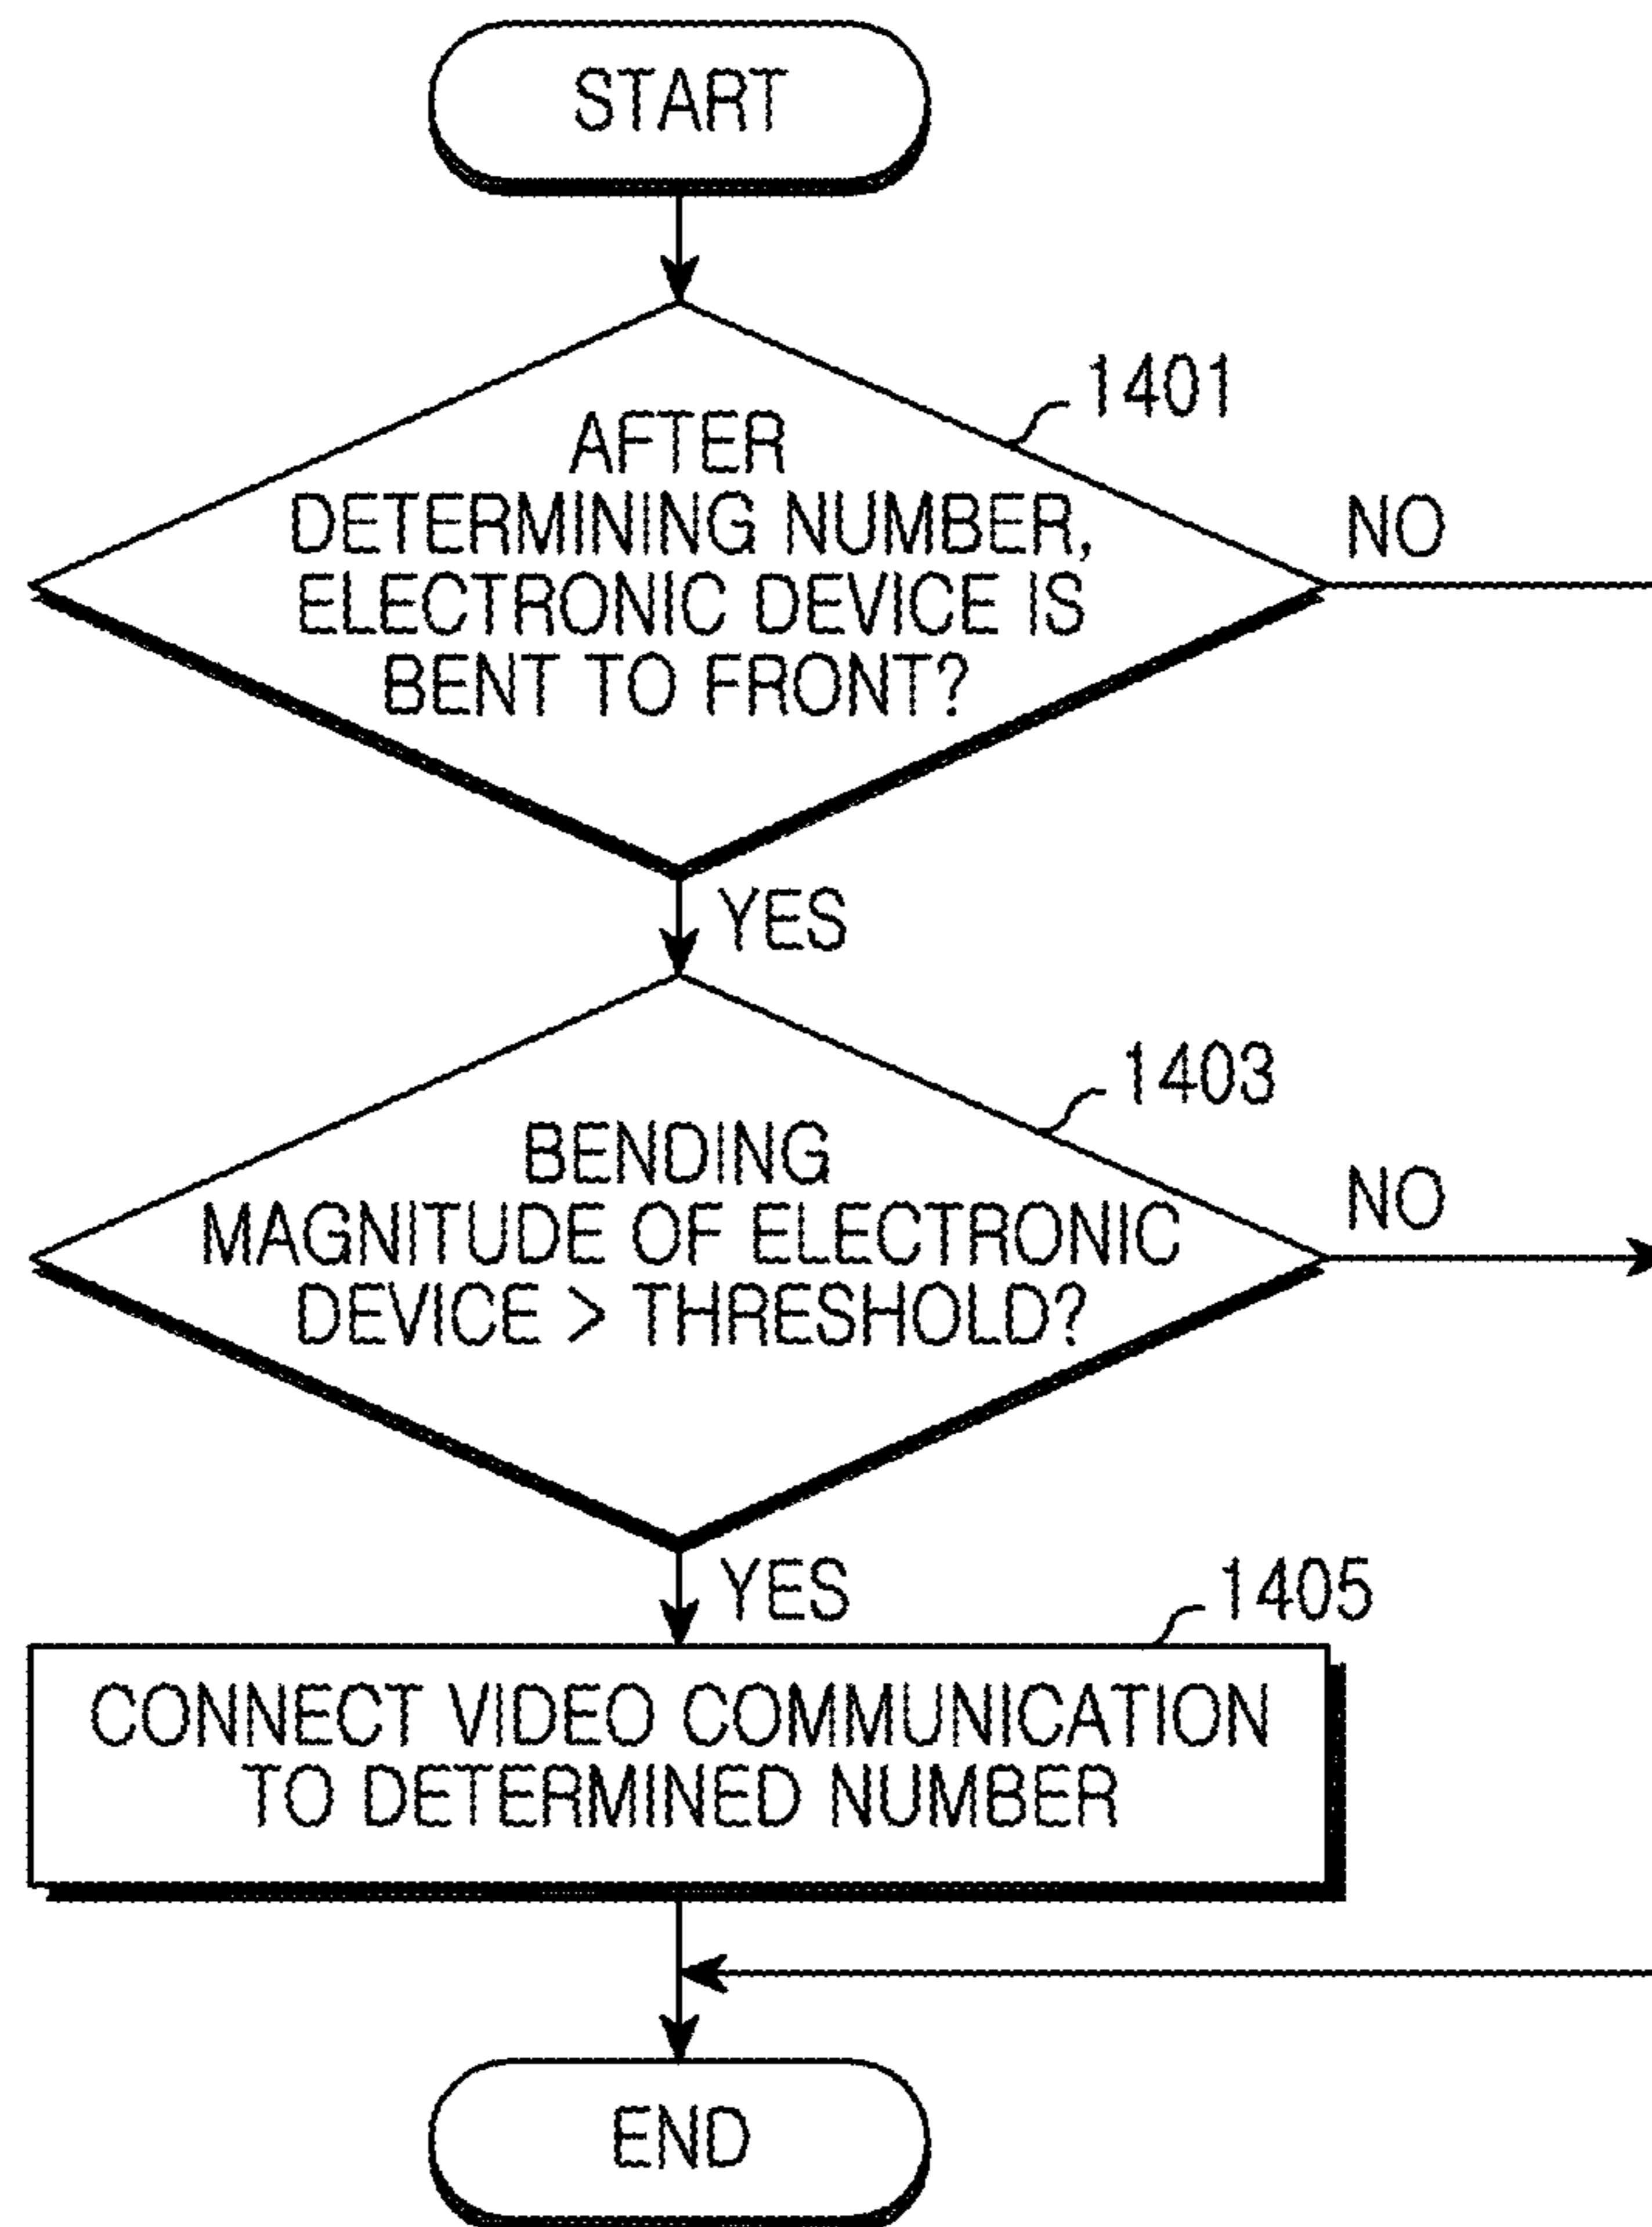 START
1401
AFTER
DETERMINING NUMBER,
ELECTRONIC DEVICE IS
BENT TO FRONT?
NO
YES
1403
BENDING
MAGNITUDE OF ELECTRONIC
DEVICE > THRESHOLD?
NO
YES
1405
CONNECT VIDEO COMMUNICATION
TO DETERMINED NUMBER
END